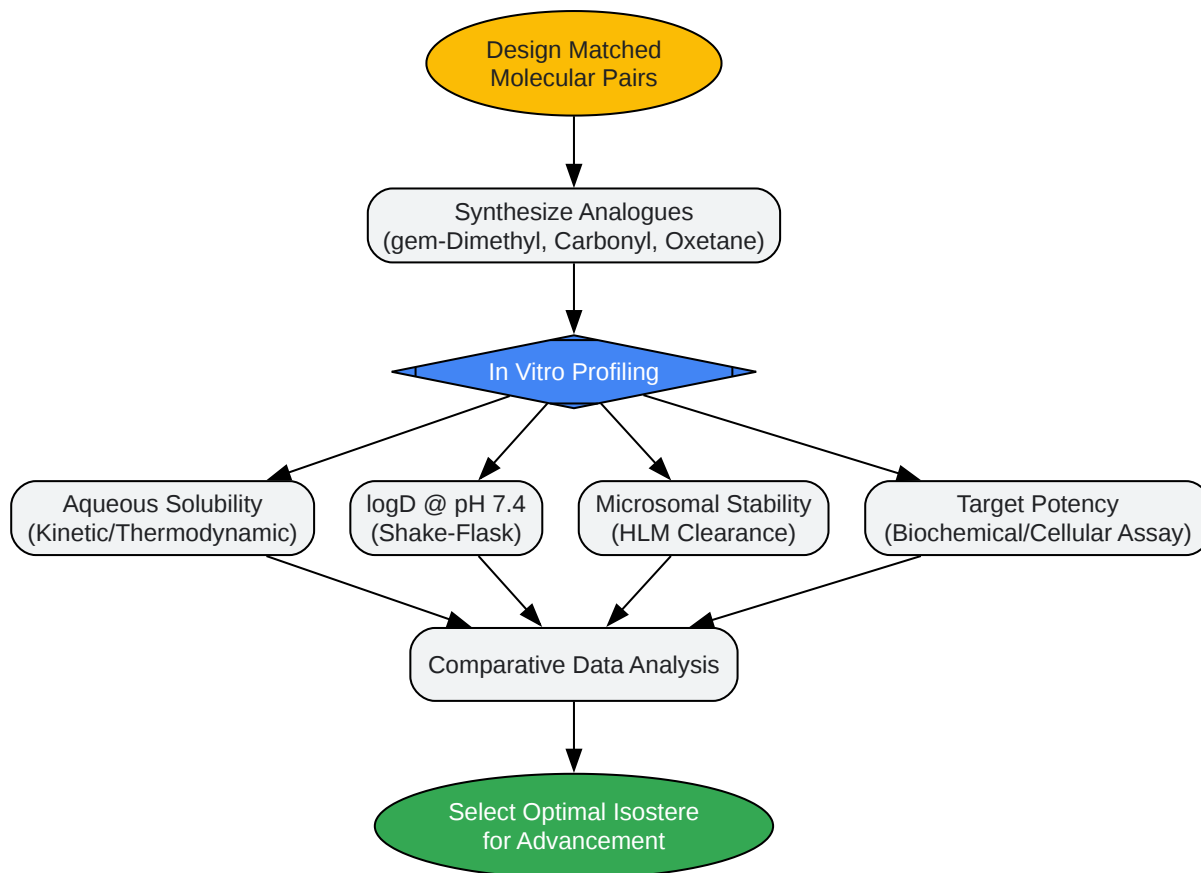 Design Matched
Molecular Pairs
Synthesize Analogues
(gem-Dimethyl, Carbonyl, Oxetane)
In Vitro Profiling
Aqueous Solubility
(Kinetic/Thermodynamic)
logD @ pH 7.4
(Shake-Flask)
Microsomal Stability
(HLM Clearance)
Target Potency
(Biochemical/Cellular Assay)
Comparative Data Analysis
Select Optimal Isostere
for Advancement